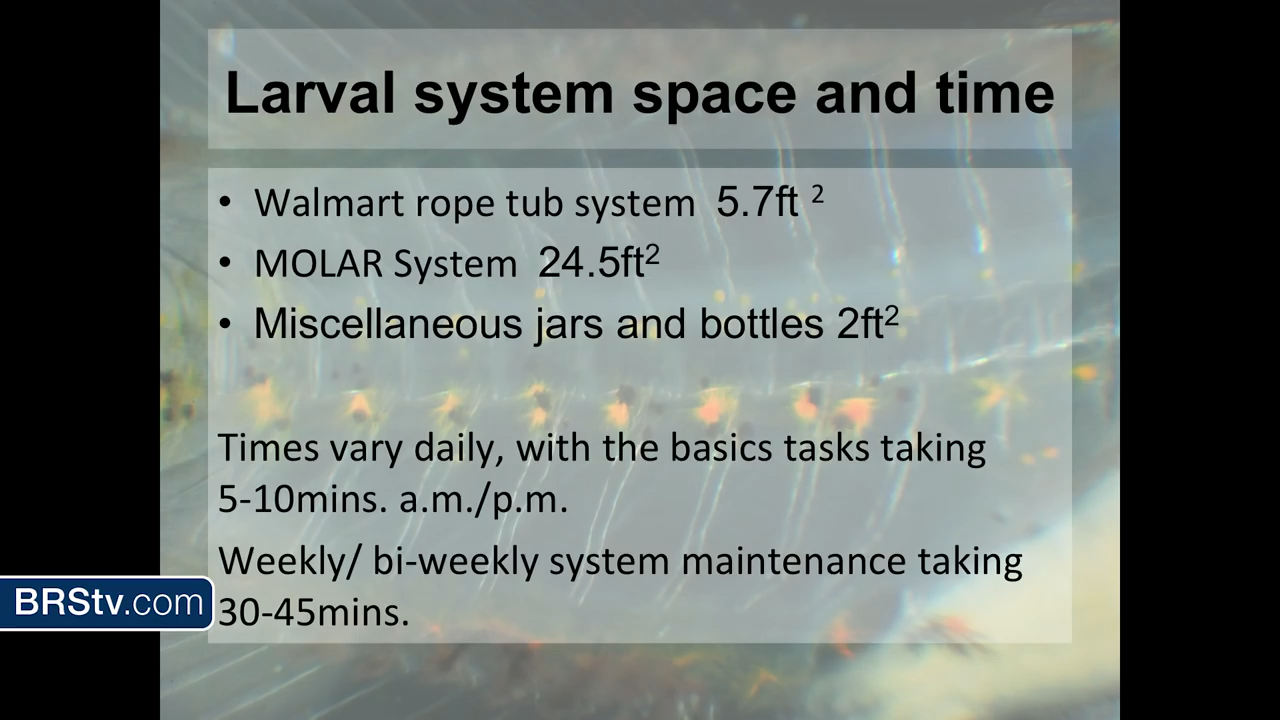 Larval system space and time
• Walmart rope tub system 5.7ft ²
• MOLAR System 24.5ft²
• Miscellaneous jars and bottles 2ft²
Times vary daily, with the basics tasks taking
5-10mins. a.m./p.m.
Weekly/ bi-weekly system maintenance taking
30-45mins.
BRStv.com